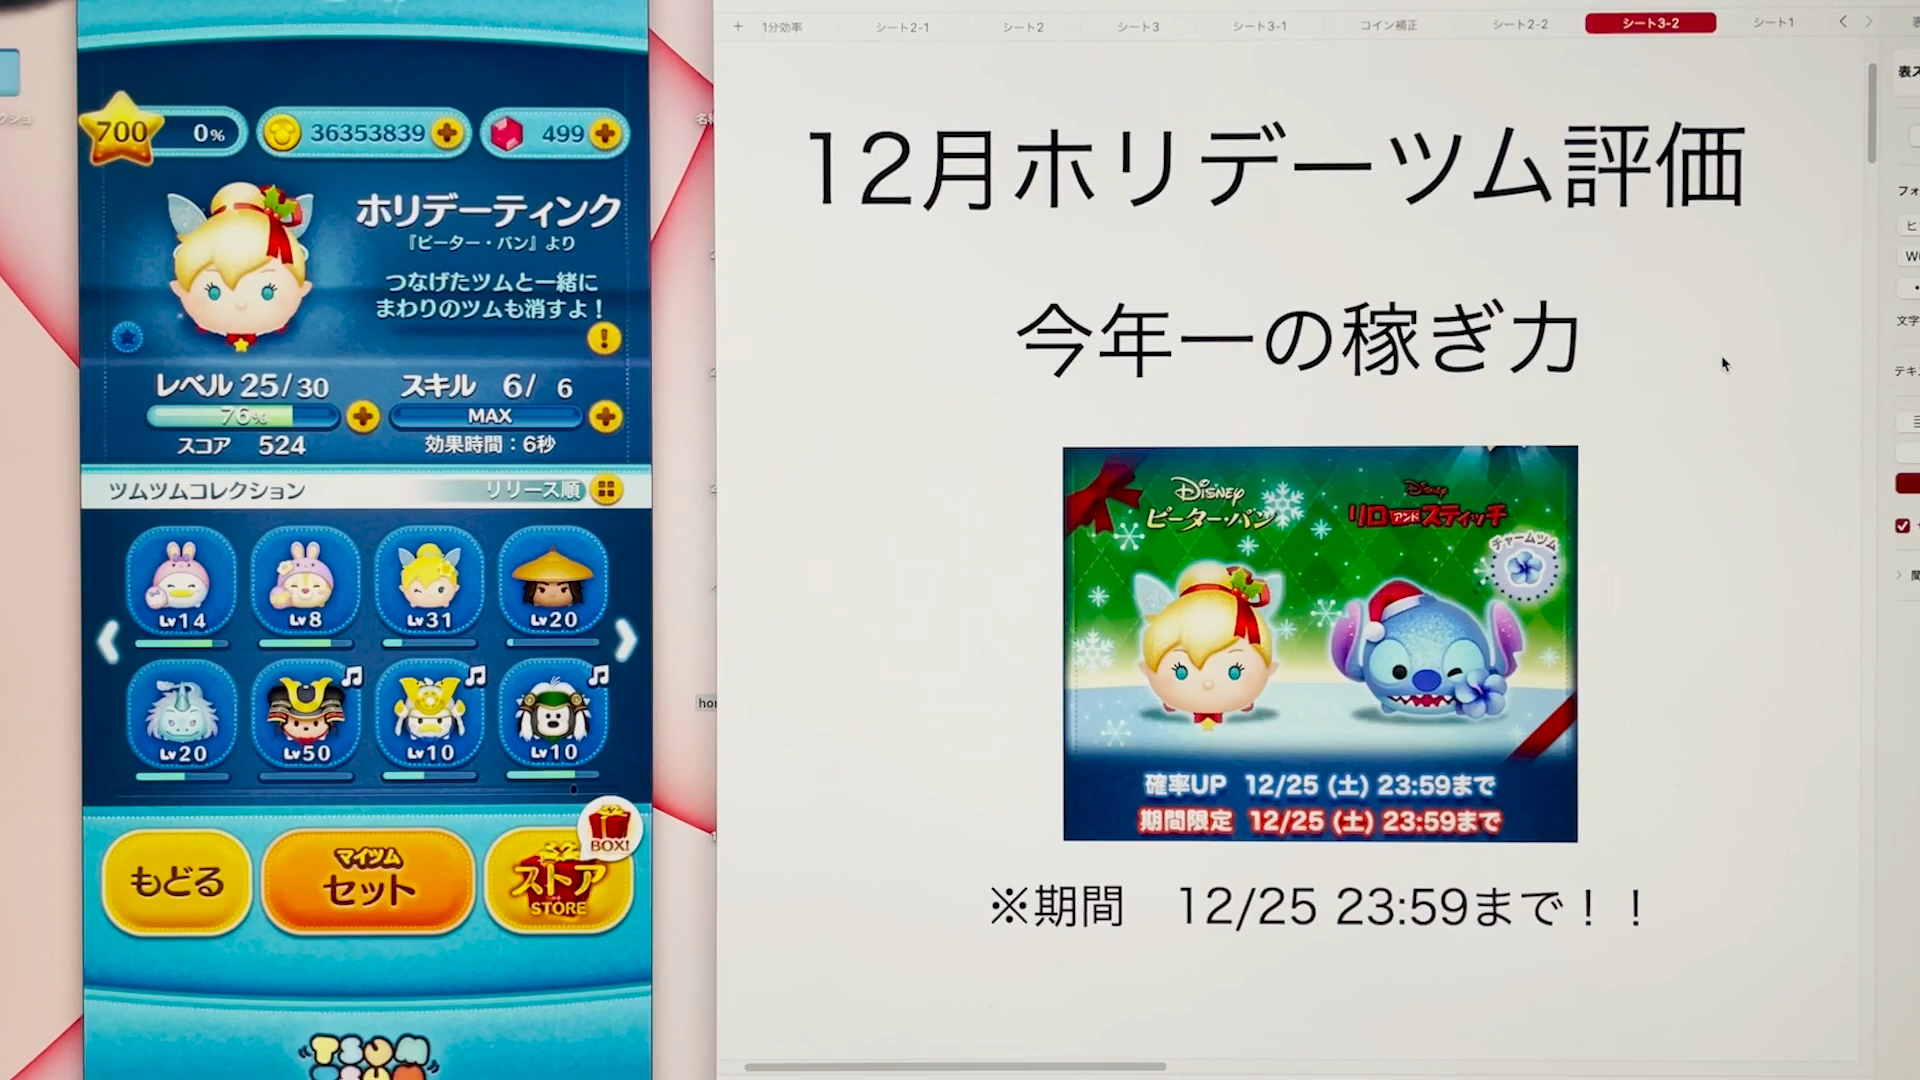 700 0% 36353839 499
ホリデーティンク
『ピーター・パン』より
つなげたツムと一緒に
まわりのツムも消すよ！
レベル 25/30 スキル 6/ 6
76% MAX
スコア 524 効果時間：6秒
ツムツムコレクション リリース順
Lv14 Lv8 Lv31 Lv20
Lv20 Lv50 Lv10 Lv10
BOX!
もどる
マイツム
セット
ストア
STORE
TSUM
+ 1分効率 シート2-1 シート2 シート3 シート3-1 コイン補正 シート2-2 シート3-2 シート1
12月ホリデーツム評価
今年一の稼ぎ力
Disney
ピーター・パン
Disney
リロ アンド スティッチ
チャームツム
確率UP 12/25 (土) 23:59まで
期間限定 12/25 (土) 23:59まで
※期間 12/25 23:59まで！！